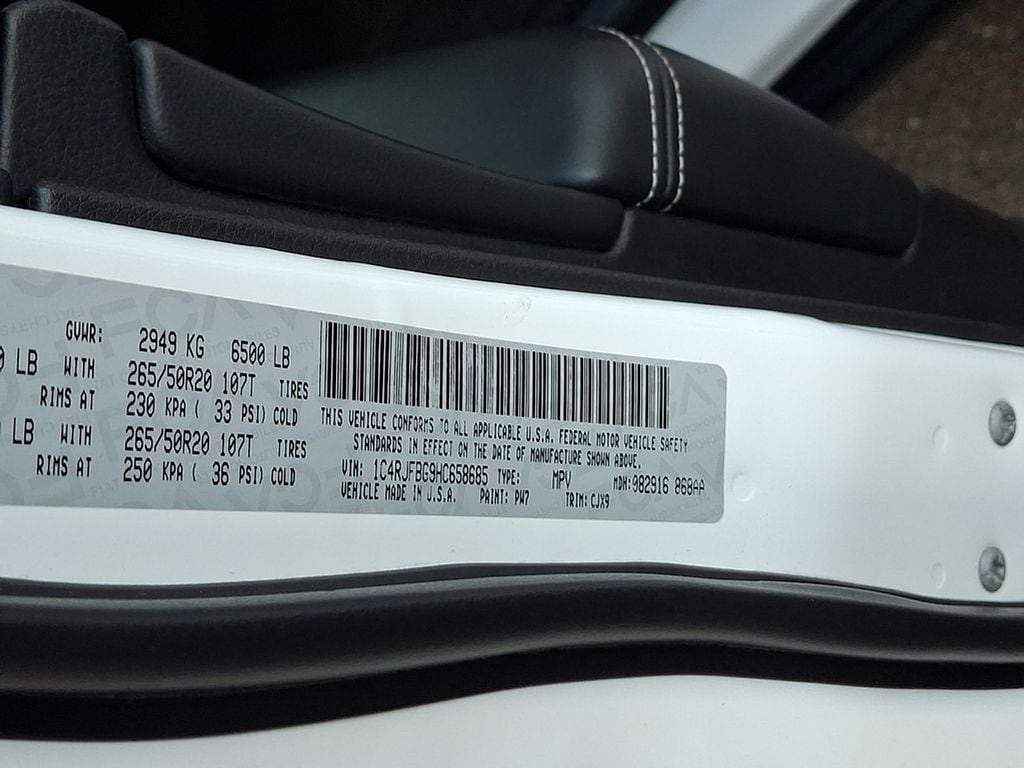 GVWR: 2949 KG 6500 LB
LB WITH 265/50R20 107T TIRES
RIMS AT 230 KPA ( 33 PSI) COLD
LB WITH 265/50R20 107T TIRES
RIMS AT 250 KPA ( 36 PSI) COLD
THIS VEHICLE CONFORMS TO ALL APPLICABLE U.S.A. FEDERAL MOTOR VEHICLE SAFETY
STANDARDS IN EFFECT ON THE DATE OF MANUFACTURE SHOWN ABOVE.
VIN: 1C4RJFBG9HC658685 TYPE: MPV MDH:082916 868AA
VEHICLE MADE IN U.S.A. PAINT: PW7 TRIM: CJX9